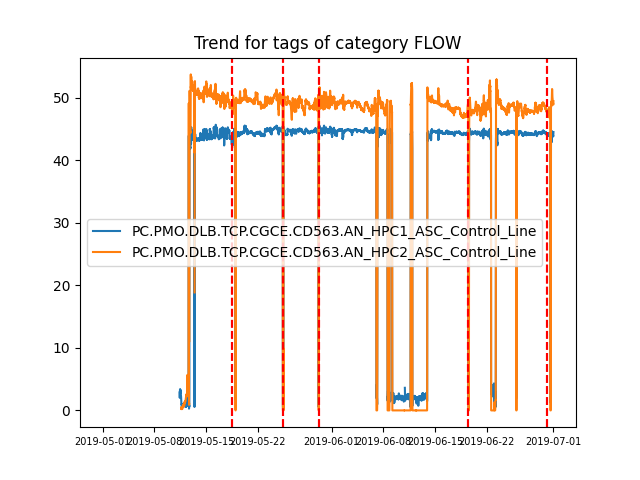 Trend for tags of category FLOW
50
40
30
20
10
0
PC.PMO.DLB.TCP.CGCE.CD563.AN_HPC1_ASC_Control_Line
PC.PMO.DLB.TCP.CGCE.CD563.AN_HPC2_ASC_Control_Line
2019-05-01 2019-05-08 2019-05-15 2019-05-22 2019-06-01 2019-06-08 2019-06-15 2019-06-22 2019-07-01